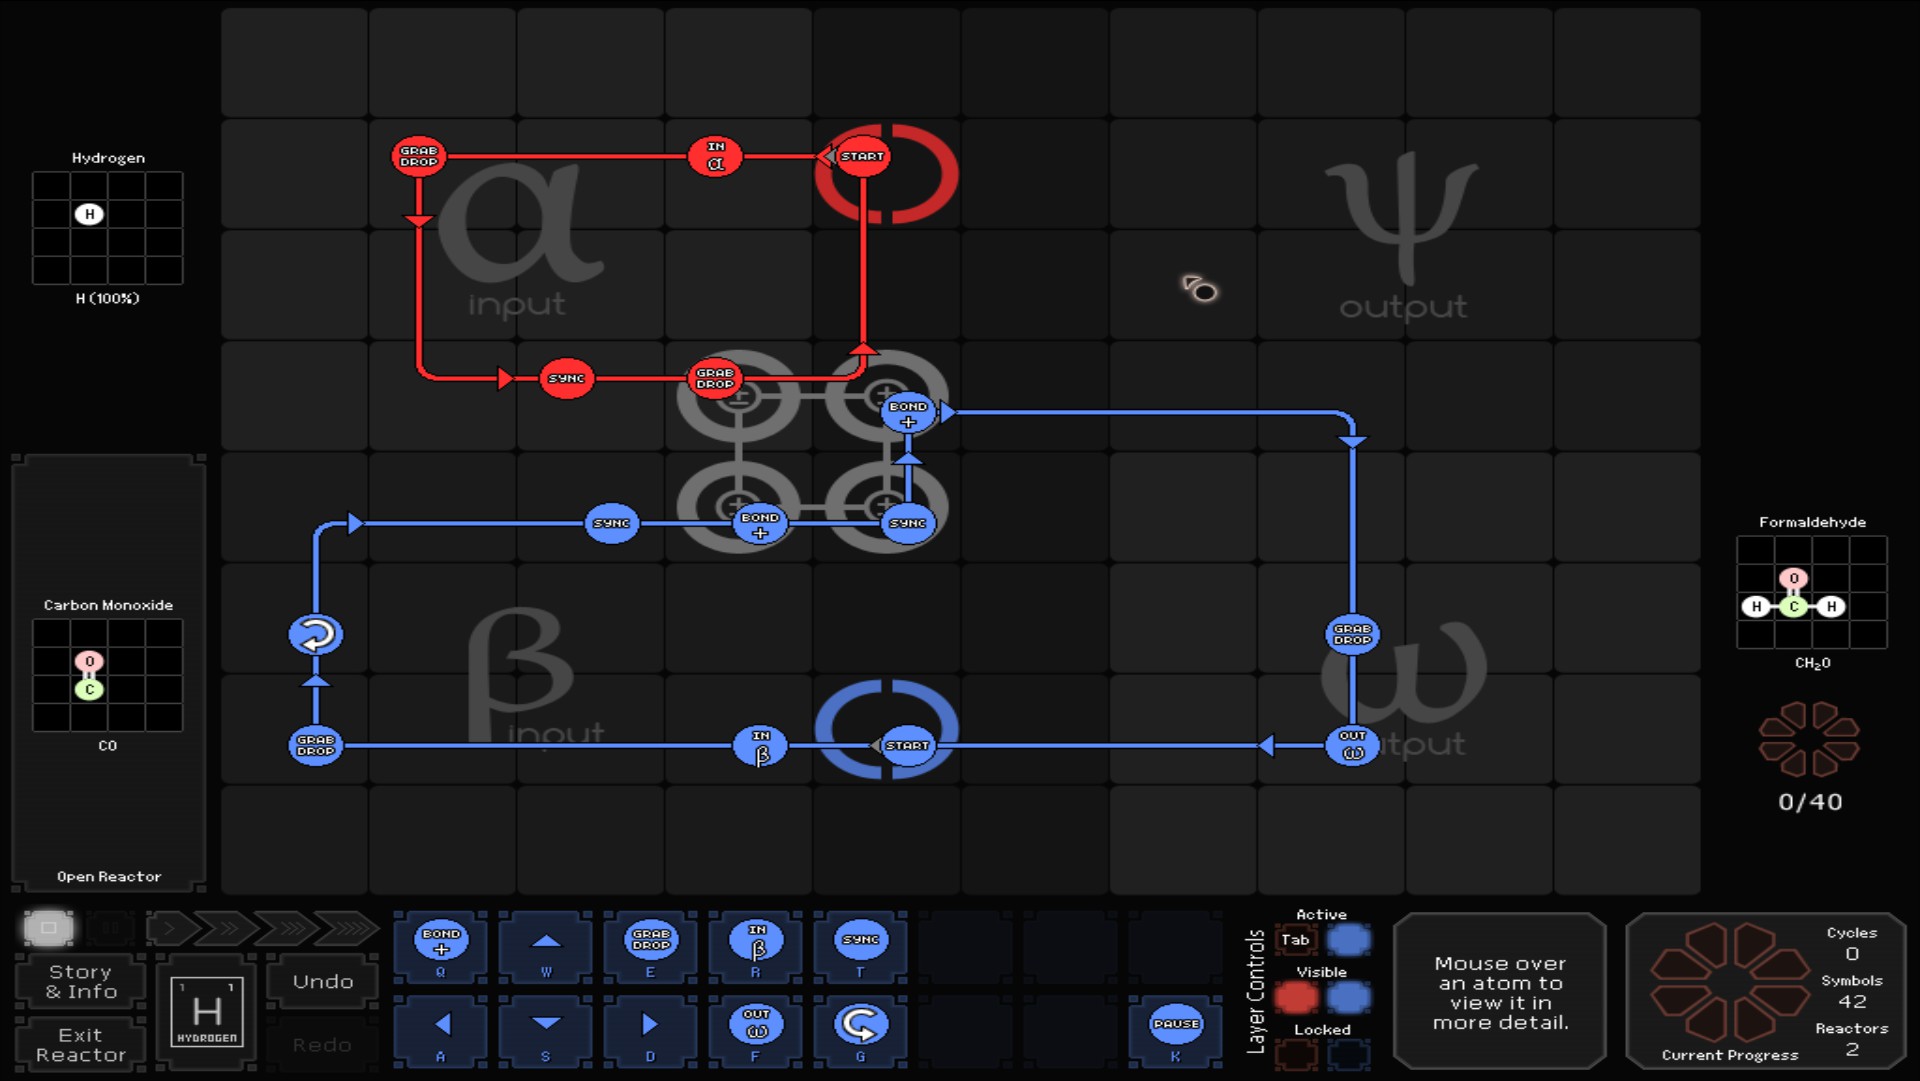 Hydrogen
H
H (100%)
GRAB
DROP
IN
α
START
α
input
ψ
output
SYNC
GRAB
DROP
BOND
+
SYNC
BOND
+
SYNC
Carbon Monoxide
O
C
CO
Open Reactor
β
input
GRAB
DROP
IN
β
START
GRAB
DROP
ω
OUT
ω
output
Formaldehyde
O
H C H
CH₂O
0/40
Story
& Info
Exit
Reactor
1 1
H
HYDROGEN
Undo
Redo
BOND
+
Q
W
GRAB
DROP
E
IN
β
R
SYNC
T
A
S
D
OUT
ω
F
G
PAUSE
K
Layer Controls
Active
Tab
Visible
Locked
Mouse over
an atom to
view it in
more detail.
Cycles
0
Symbols
42
Reactors
2
Current Progress